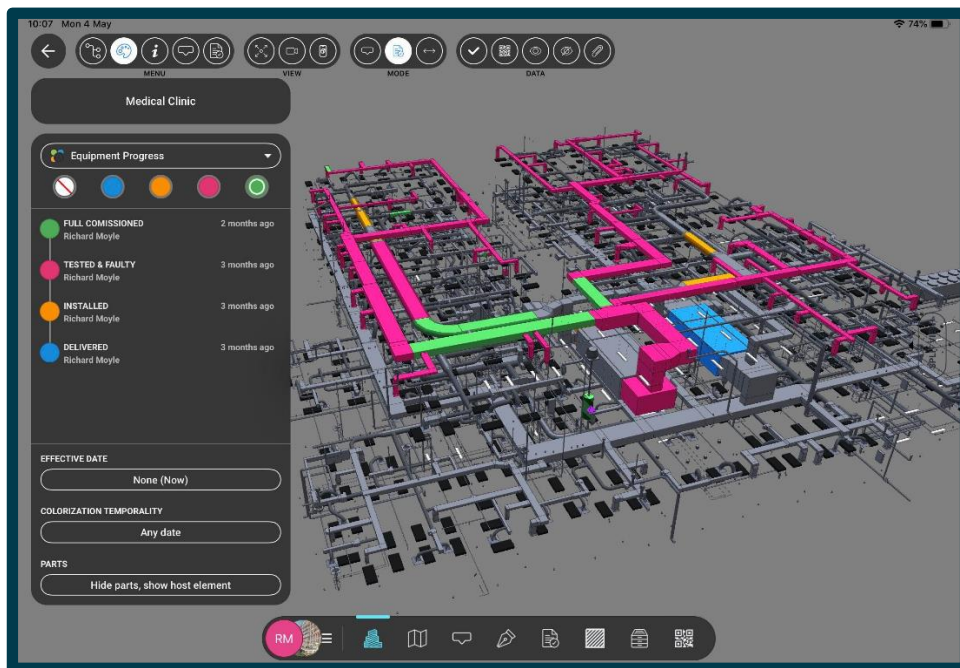 10:07 Mon 4 May
74%
MENU
VIEW
MODE
DATA
Medical Clinic
Equipment Progress
FULL COMISSIONED
2 months ago
Richard Moyle
TESTED & FAULTY
3 months ago
Richard Moyle
INSTALLED
3 months ago
Richard Moyle
DELIVERED
3 months ago
Richard Moyle
EFFECTIVE DATE
None (Now)
COLORIZATION TEMPORALITY
Any date
PARTS
Hide parts, show host element
RM